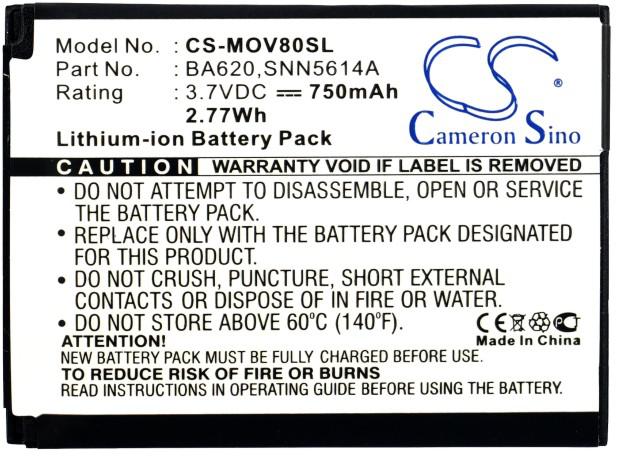 Model No. : CS-MOV80SL
Part No. : BA620,SNN5614A
Rating : 3.7VDC 750mAh
2.77Wh
Lithium-ion Battery Pack
CS
®
Cameron Sino
CAUTION WARRANTY VOID IF LABEL IS REMOVED
• DO NOT ATTEMPT TO DISASSEMBLE, OPEN OR SERVICE
THE BATTERY PACK.
• REPLACE ONLY WITH THE BATTERY PACK DESIGNATED
FOR THIS EQUIPMENT.
• DO NOT CRUSH, PUNCTURE, SHORT EXTERNAL
CONTACTS OR DISPOSE OF IN FIRE OR WATER.
• DO NOT STORE ABOVE 60°C (140°F).
CE
Made In China
ATTENTION!
NEW BATTERY PACK MUST BE FULLY CHARGED BEFORE USE
TO REDUCE RISK OF FIRE OR BURNS.
READ INSTRUCTIONS IN OPERATING GUIDE BEFORE USING BATTERY PACK